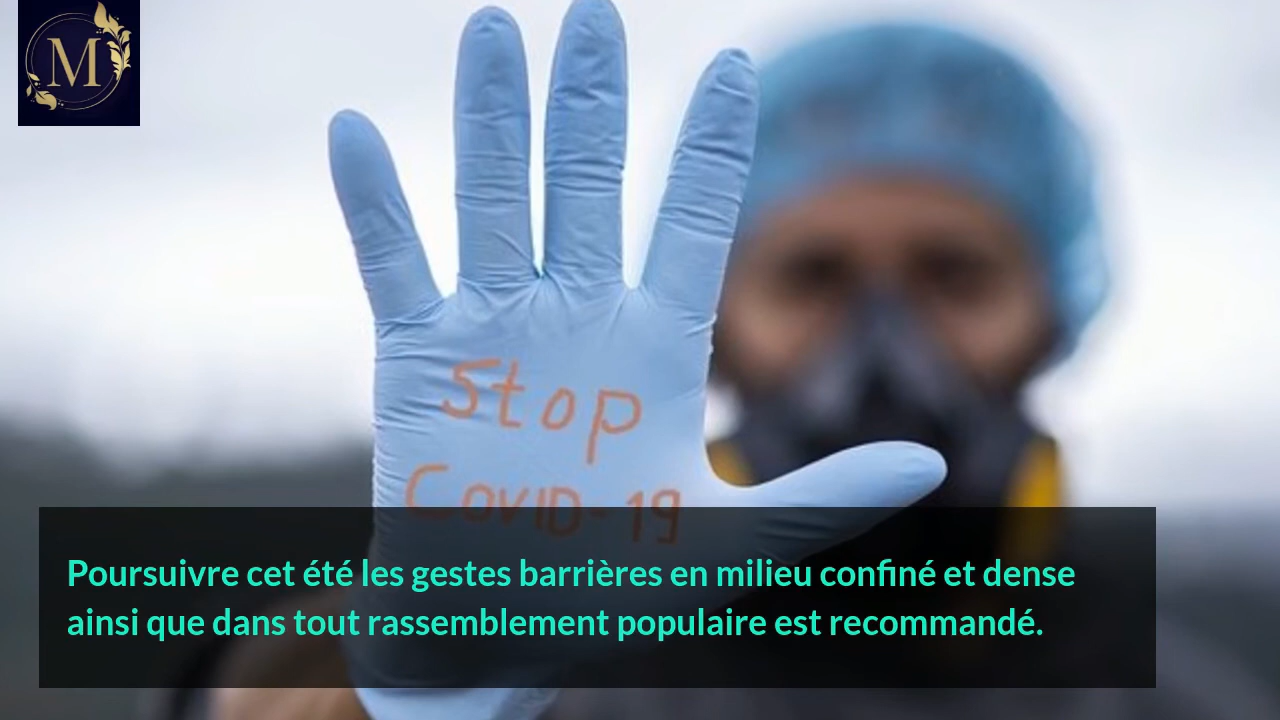 M
Stop
COVID-19
Poursuivre cet été les gestes barrières en milieu confiné et dense
ainsi que dans tout rassemblement populaire est recommandé.